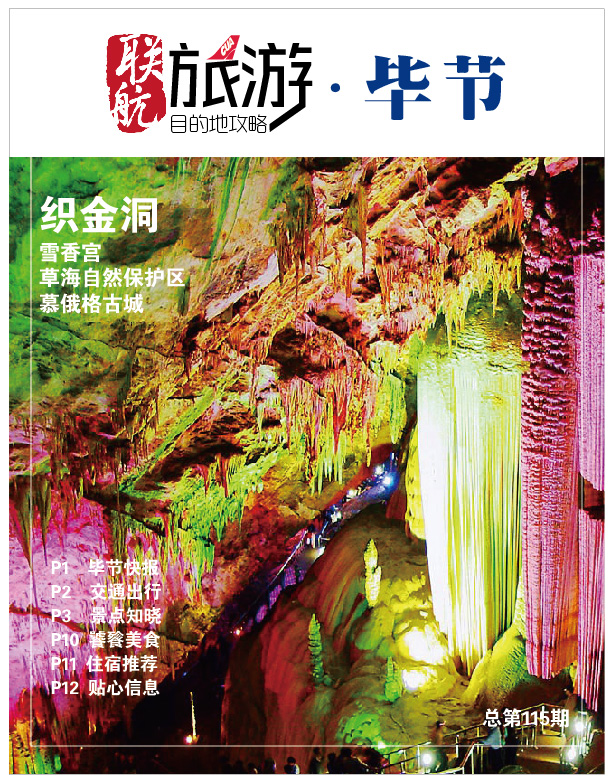 联航
CUA
旅游·毕节
目的地攻略
织金洞
雪香宫
草海自然保护区
慕俄格古城
P1 毕节快报
P2 交通出行
P3 景点知晓
P10 饕餮美食
P11 住宿推荐
P12 贴心信息
总第115期